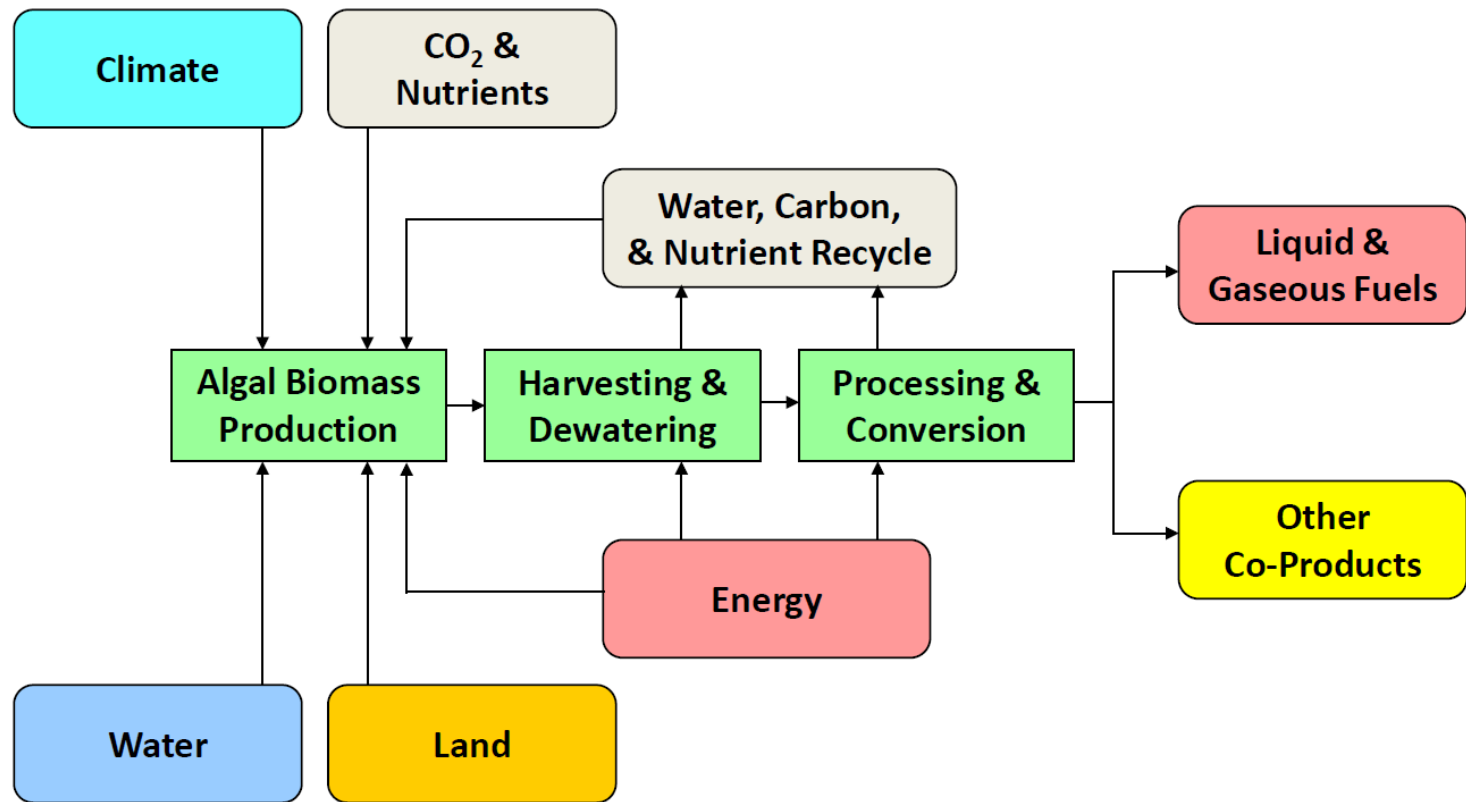 Climate
CO₂ &
Nutrients
Water, Carbon,
& Nutrient Recycle
Liquid &
Gaseous Fuels
Algal Biomass
Production
Harvesting &
Dewatering
Processing &
Conversion
Other
Co-Products
Energy
Water
Land